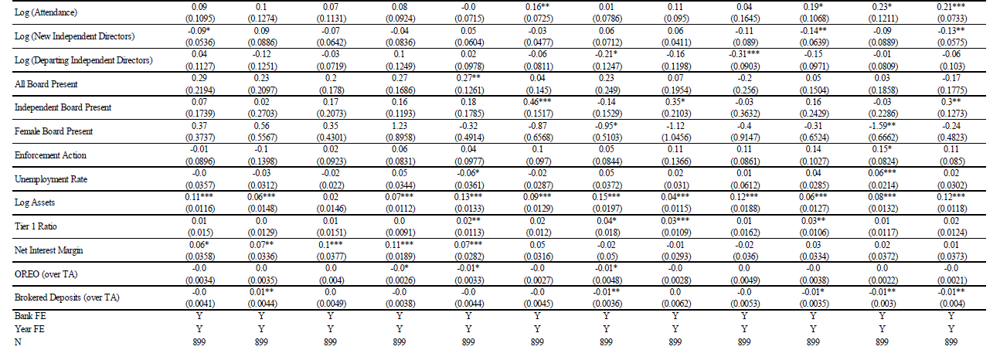 Log (Attendance) 0.09 0.1 0.07 0.08 -0.0 0.16** 0.01 0.11 0.04 0.19* 0.23* 0.21***
(0.1095) (0.1274) (0.1131) (0.0924) (0.0715) (0.0725) (0.0786) (0.095) (0.1645) (0.1068) (0.1211) (0.0733)
Log (New Independent Directors) -0.09* 0.09 -0.07 -0.04 0.05 -0.03 0.06 0.06 -0.11 -0.14** -0.09 -0.13**
(0.0536) (0.0886) (0.0642) (0.0836) (0.0604) (0.0477) (0.0712) (0.0411) (0.089) (0.0639) (0.0889) (0.0575)
Log (Departing Independent Directors) 0.04 -0.12 -0.03 0.1 0.02 -0.06 -0.21* -0.16 -0.31*** -0.15 -0.01 -0.06
(0.1127) (0.1251) (0.0719) (0.1249) (0.0978) (0.0811) (0.1247) (0.1198) (0.0903) (0.0971) (0.0809) (0.103)
All Board Present 0.29 0.23 0.2 0.27 0.27** 0.04 0.23 0.07 -0.2 0.05 0.03 -0.17
(0.2194) (0.2097) (0.178) (0.1686) (0.1261) (0.145) (0.249) (0.1954) (0.256) (0.1504) (0.1858) (0.1775)
Independent Board Present 0.07 0.02 0.17 0.16 0.18 0.46*** -0.14 0.35* -0.03 0.16 -0.03 0.3**
(0.1739) (0.2703) (0.2073) (0.1193) (0.1785) (0.1517) (0.1529) (0.2103) (0.3632) (0.2429) (0.2286) (0.1273)
Female Board Present 0.37 0.56 0.35 1.23 -0.32 -0.87 -0.95* -1.12 -0.4 -0.31 -1.59** -0.24
(0.3737) (0.5567) (0.4301) (0.8958) (0.4914) (0.6568) (0.5103) (1.0456) (0.9147) (0.6524) (0.6662) (0.4823)
Enforcement Action -0.01 -0.1 0.02 0.06 0.04 0.1 0.05 0.11 0.11 0.14 0.15* 0.11
(0.0896) (0.1398) (0.0923) (0.0831) (0.0977) (0.097) (0.0844) (0.1366) (0.0861) (0.1027) (0.0824) (0.085)
Unemployment Rate -0.0 -0.03 -0.02 0.05 -0.06* -0.02 0.05 0.02 0.01 0.04 0.06*** 0.02
(0.0357) (0.0312) (0.022) (0.0344) (0.0361) (0.0287) (0.0372) (0.031) (0.0612) (0.0285) (0.0214) (0.0302)
Log Assets 0.11*** 0.06*** 0.02 0.07*** 0.13*** 0.09*** 0.15*** 0.04*** 0.12*** 0.06*** 0.08*** 0.12***
(0.0116) (0.0148) (0.0146) (0.0112) (0.0133) (0.0129) (0.0197) (0.0115) (0.0188) (0.0127) (0.0132) (0.0118)
Tier 1 Ratio 0.01 0.0 0.01 0.0 0.02** 0.02 0.04* 0.03*** 0.01 0.03** 0.01 0.02
(0.015) (0.0129) (0.0151) (0.0091) (0.0113) (0.012) (0.018) (0.0109) (0.0162) (0.0106) (0.0117) (0.0124)
Net Interest Margin 0.06* 0.07** 0.1*** 0.11*** 0.07*** 0.05 -0.02 -0.01 -0.02 0.03 0.02 0.01
(0.0358) (0.0336) (0.0377) (0.0189) (0.0282) (0.0316) (0.05) (0.0293) (0.036) (0.0334) (0.0372) (0.0373)
OREO (over TA) -0.0 0.0 0.0 -0.0* -0.01* -0.0 -0.01* -0.0 0.0 -0.0 0.0 -0.0
(0.0034) (0.0035) (0.004) (0.0026) (0.0033) (0.0027) (0.0048) (0.0028) (0.0049) (0.0038) (0.0022) (0.0021)
Brokered Deposits (over TA) -0.0 0.01** 0.0 -0.0 -0.0 -0.0 -0.01** 0.0 -0.0 -0.01* -0.01** -0.01**
(0.0041) (0.0044) (0.0049) (0.0038) (0.0044) (0.0045) (0.0036) (0.0062) (0.0053) (0.0035) (0.003) (0.004)
Bank FE Y Y Y Y Y Y Y Y Y Y Y Y
Year FE Y Y Y Y Y Y Y Y Y Y Y Y
N 899 899 899 899 899 899 899 899 899 899 899 899